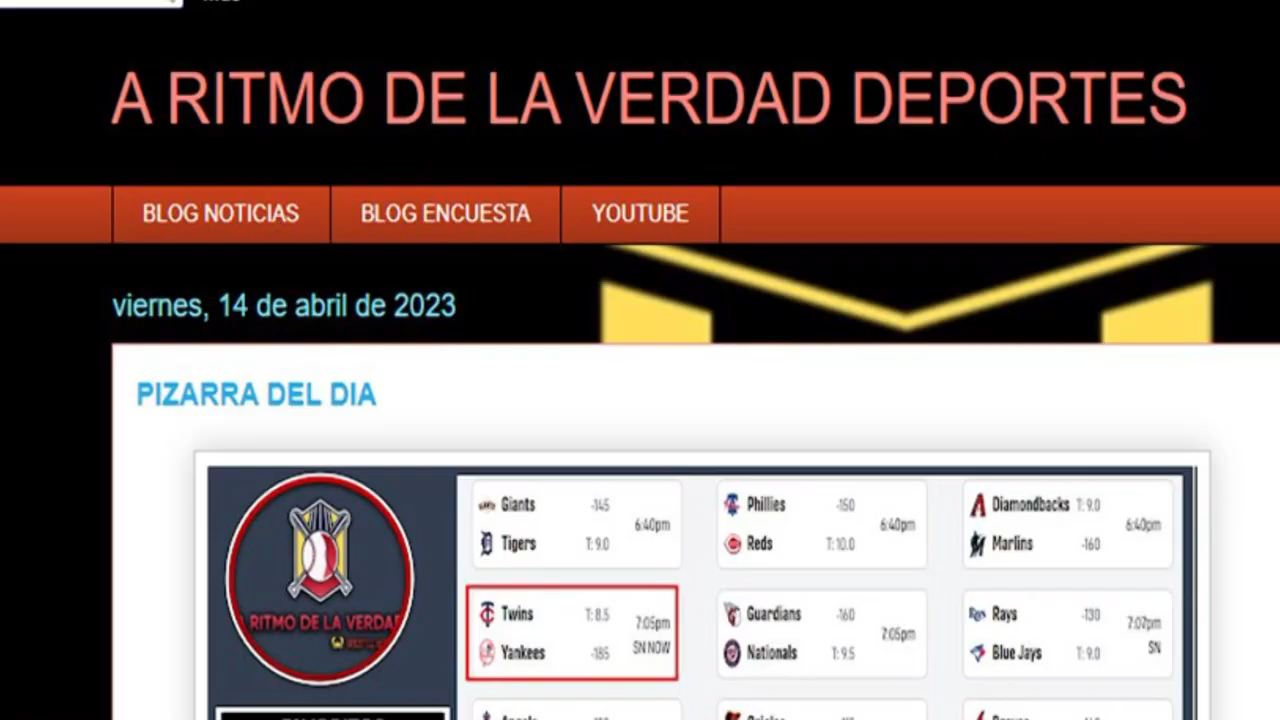 A RITMO DE LA VERDAD DEPORTES
BLOG NOTICIAS BLOG ENCUESTA YOUTUBE
viernes, 14 de abril de 2023
PIZARRA DEL DIA
A RITMO DE LA VERDAD
Giants -145
Tigers T: 9.0
6:40pm
Phillies -150
Reds T: 10.0
6:40pm
Diamondbacks T: 9.0
Marlins -160
6:40pm
Twins T: 8.5
Yankees -185
7:05pm
SN NOW
Guardians -160
Nationals T: 9.5
7:05pm
Rays -130
Blue Jays T: 9.0
7:07pm
SN